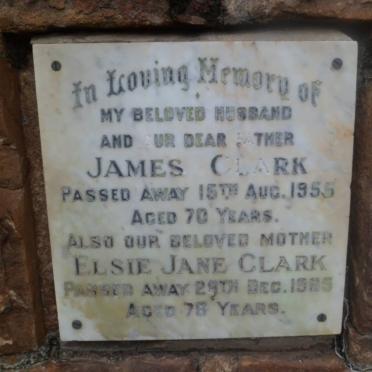 In Loving Memory of
MY BELOVED HUSBAND
AND OUR DEAR FATHER
JAMES CLARK
PASSED AWAY 15TH AUG. 1955
AGED 70 YEARS.
ALSO OUR BELOVED MOTHER
ELSIE JANE CLARK
PASSED AWAY 29TH DEC.
AGED 78 YEARS.